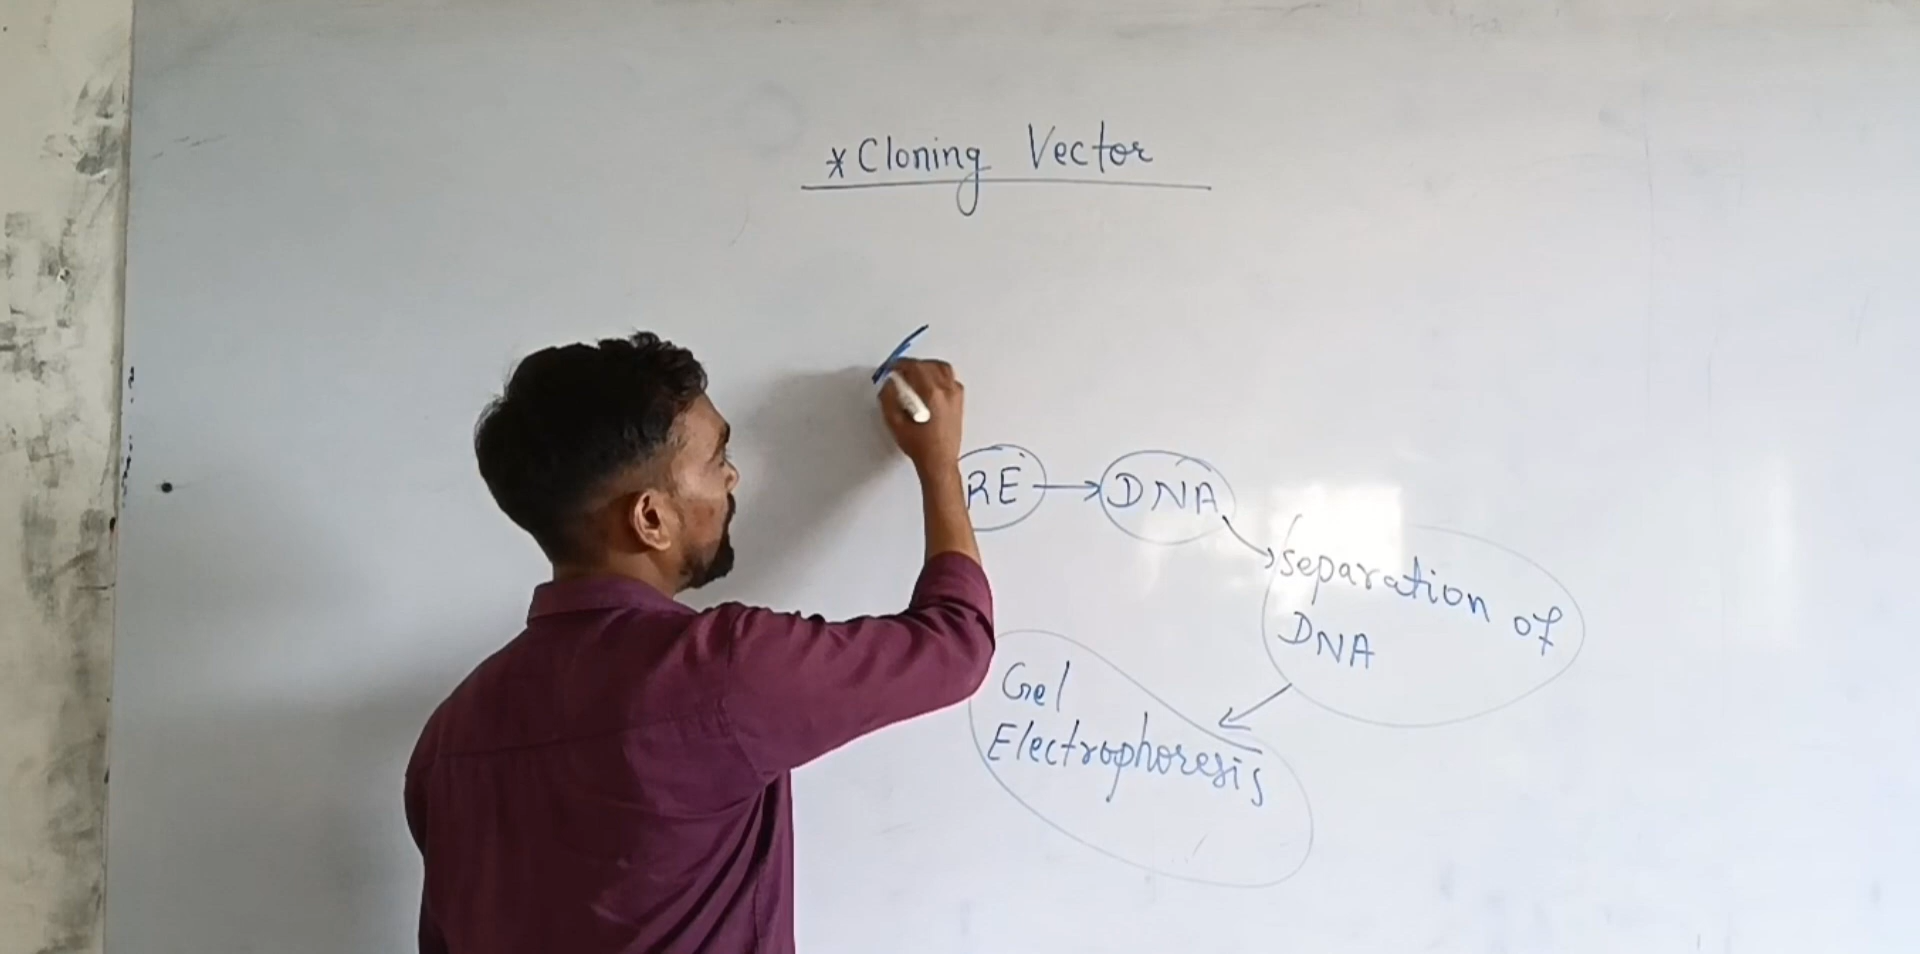 * Cloning Vector
RE → DNA
separation of
DNA
Gel
Electrophoresis